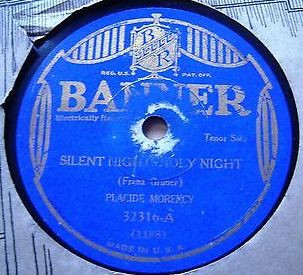 B
R
REG. U.S. PAT. OFF.
BANNER
Electrically
Tenor Solo
SILENT NIGHT, HOLY NIGHT
(Franz Gruber)
PLACIDE MORENCY
32316-A
(1188)
MADE IN U.S.A.